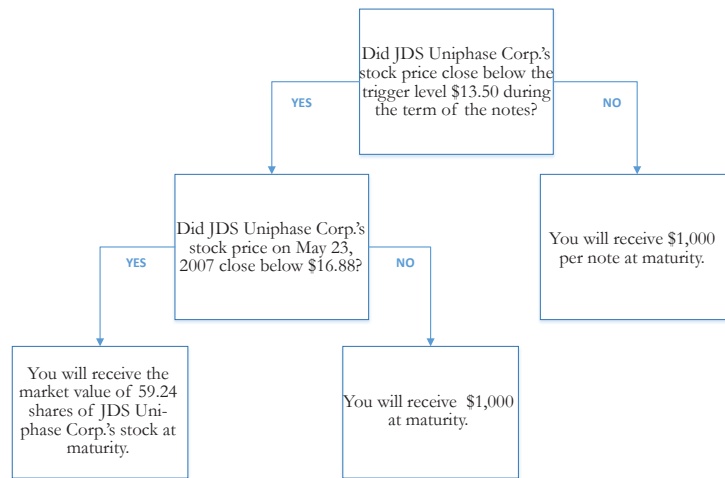 Did JDS Uniphase Corp.'s
stock price close below the
trigger level $13.50 during
the term of the notes?
YES
NO
Did JDS Uniphase Corp.'s
stock price on May 23,
2007 close below $16.88?
You will receive $1,000
per note at maturity.
YES
NO
You will receive the
market value of 59.24
shares of JDS Uni-
phase Corp.'s stock at
maturity.
You will receive $1,000
at maturity.